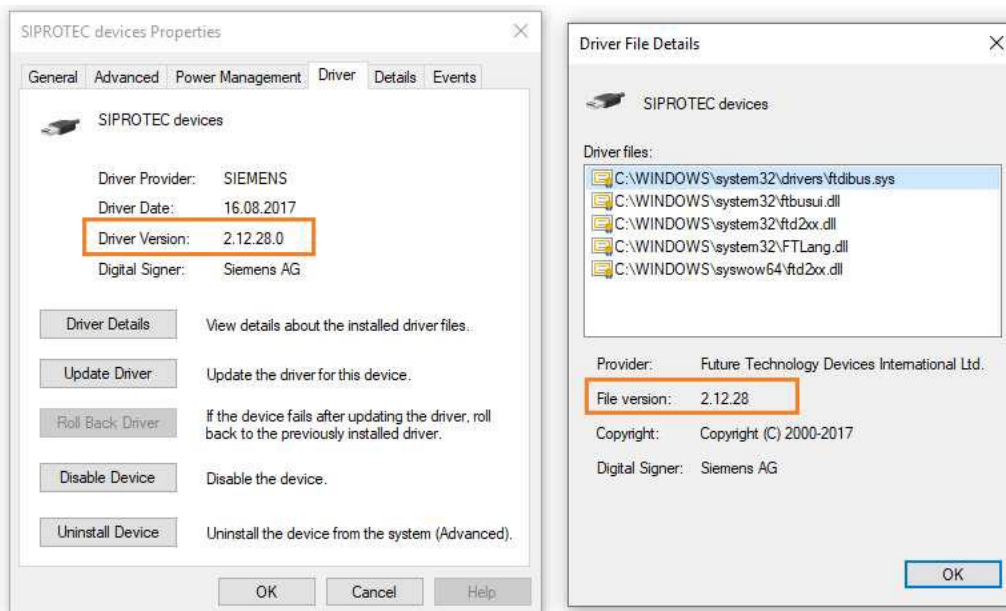 SIPROTEC devices Properties
General Advanced Power Management Driver Details Events
SIPROTEC devices
Driver Provider: SIEMENS
Driver Date: 16.08.2017
Driver Version: 2.12.28.0
Digital Signer: Siemens AG
Driver Details View details about the installed driver files.
Update Driver Update the driver for this device.
Roll Back Driver If the device fails after updating the driver, roll
back to the previously installed driver.
Disable Device Disable the device.
Uninstall Device Uninstall the device from the system (Advanced).
OK Cancel Help
Driver File Details
SIPROTEC devices
Driver files:
C:\WINDOWS\system32\drivers\ftdibus.sys
C:\WINDOWS\system32\ftbusui.dll
C:\WINDOWS\system32\ftd2xx.dll
C:\WINDOWS\system32\FTLang.dll
C:\WINDOWS\syswow64\ftd2xx.dll
Provider: Future Technology Devices International Ltd.
File version: 2.12.28
Copyright: Copyright (C) 2000-2017
Digital Signer: Siemens AG
OK